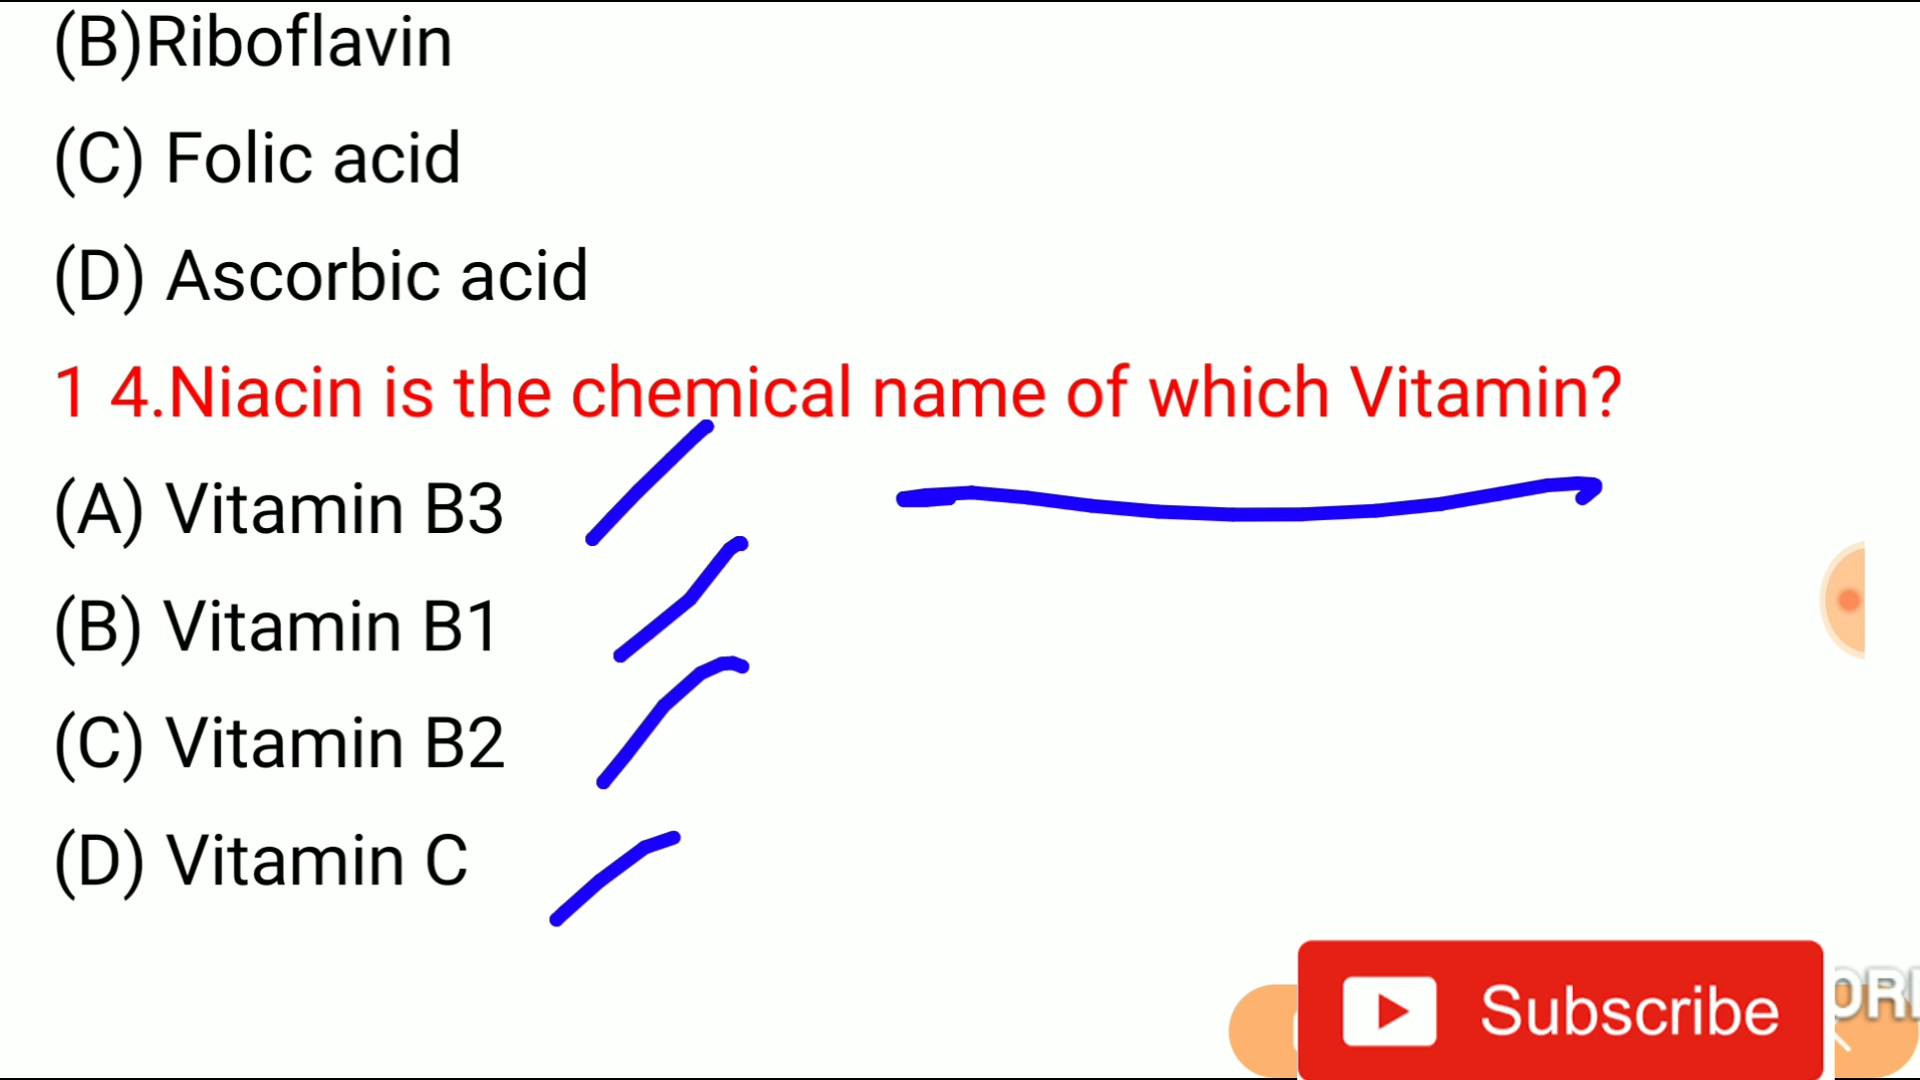 (B)Riboflavin
(C) Folic acid
(D) Ascorbic acid
1 4.Niacin is the chemical name of which Vitamin?
(A) Vitamin B3
(B) Vitamin B1
(C) Vitamin B2
(D) Vitamin C
Subscribe